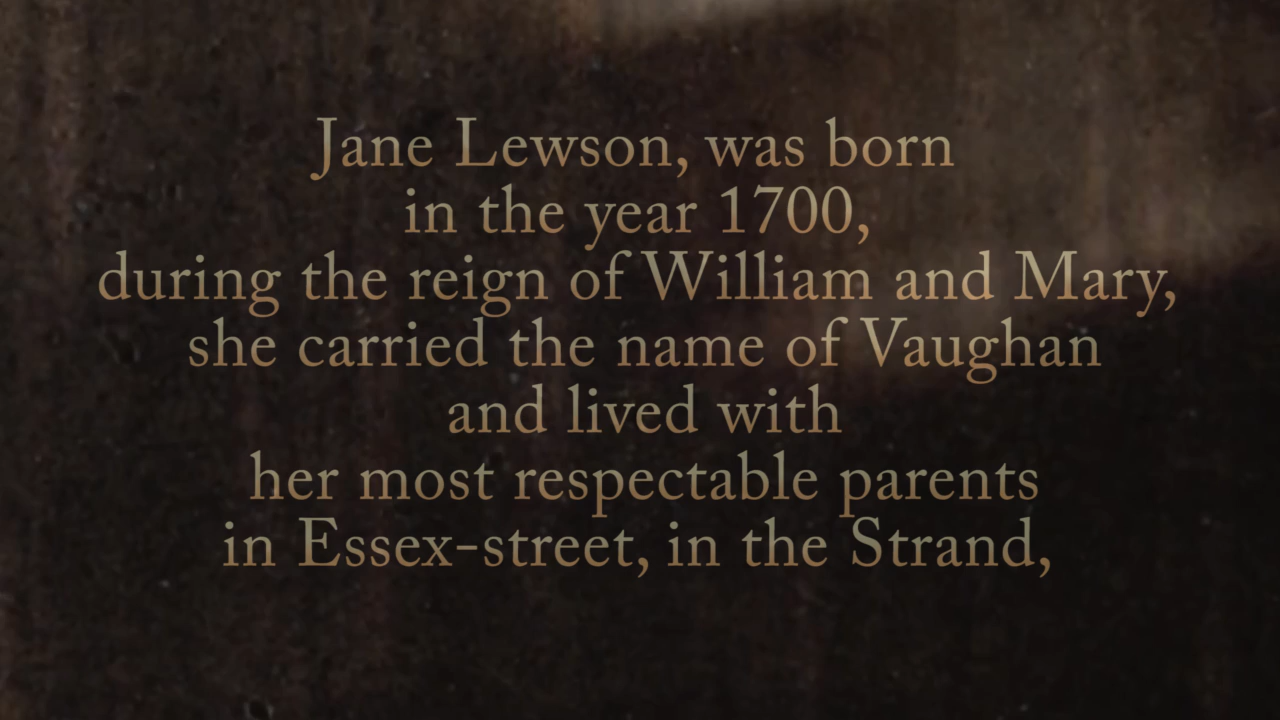 Jane Lewson, was born
in the year 1700,
during the reign of William and Mary,
she carried the name of Vaughan
and lived with
her most respectable parents
in Essex-street, in the Strand,